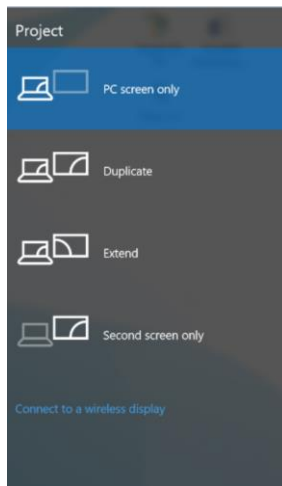 Project
PC screen only
Duplicate
Extend
Second screen only
Connect to a wireless display